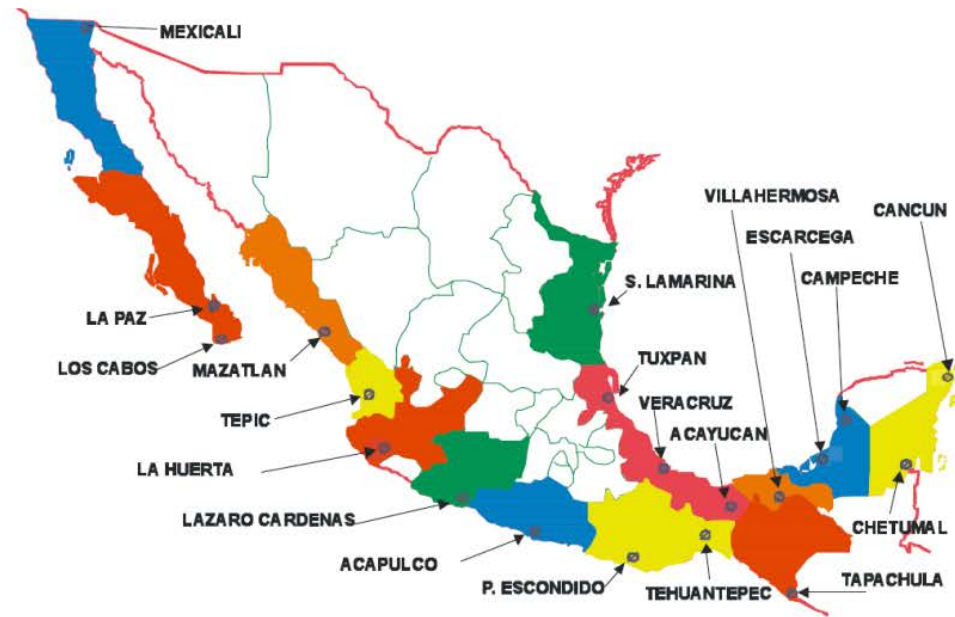 MEXICALI
VILLAHERMOSA
CANCUN
ESCARCEGA
CAMPECHE
S. LAMARINA
LA PAZ
LOS CABOS
MAZATLAN
TUXPAN
VERACRUZ
TEPIC
ACAYUCAN
LA HUERTA
LAZARO CARDENAS
CHETUMAL
ACAPULCO
P. ESCONDIDO
TEHUANTEPEC
TAPACHULA